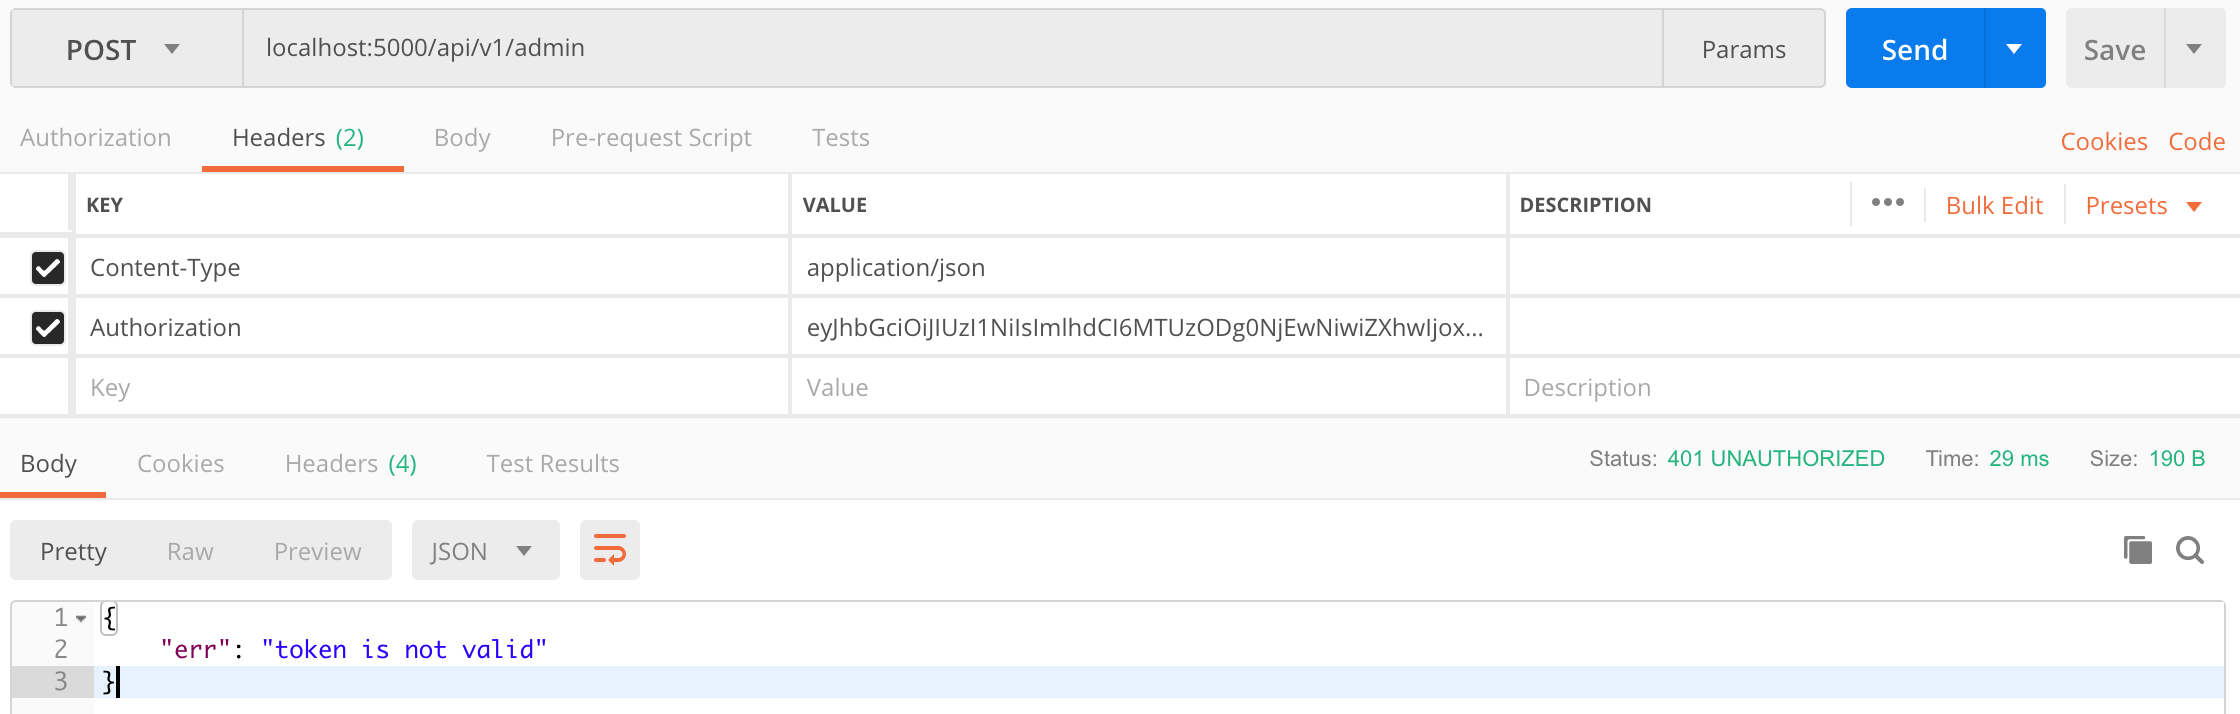 POST localhost:5000/api/v1/admin Params Send Save
Authorization Headers (2) Body Pre-request Script Tests Cookies Code
KEY VALUE DESCRIPTION ••• Bulk Edit Presets
Content-Type application/json
Authorization eyJhbGciOiJIUzI1NiIsImlhdCI6MTUzODg0NjEwNiwiZXhwIjox...
Key Value Description
Body Cookies Headers (4) Test Results Status: 401 UNAUTHORIZED Time: 29 ms Size: 190 B
Pretty Raw Preview JSON
1 {
2 "err": "token is not valid"
3 }